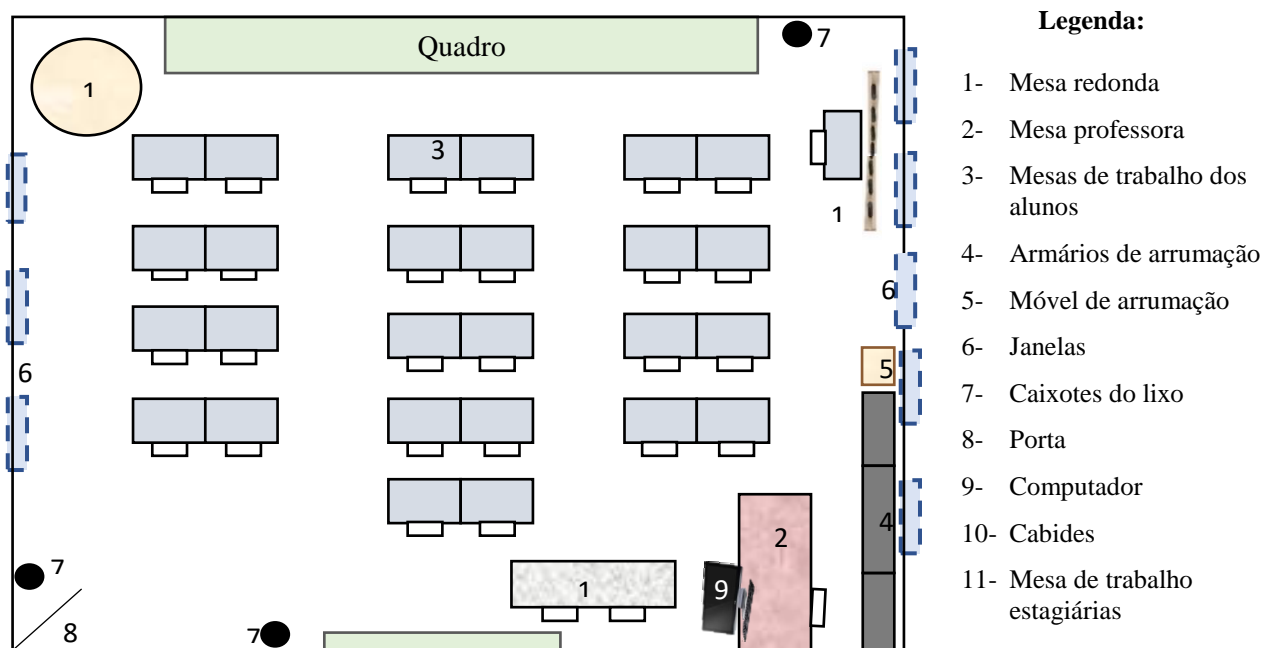 Quadro
7
1
3
1
6
6
5
4
2
9
1
7
8
7
Legenda:
1- Mesa redonda
2- Mesa professora
3- Mesas de trabalho dos
alunos
4- Armários de arrumação
5- Móvel de arrumação
6- Janelas
7- Caixotes do lixo
8- Porta
9- Computador
10- Cabides
11- Mesa de trabalho
estagiárias